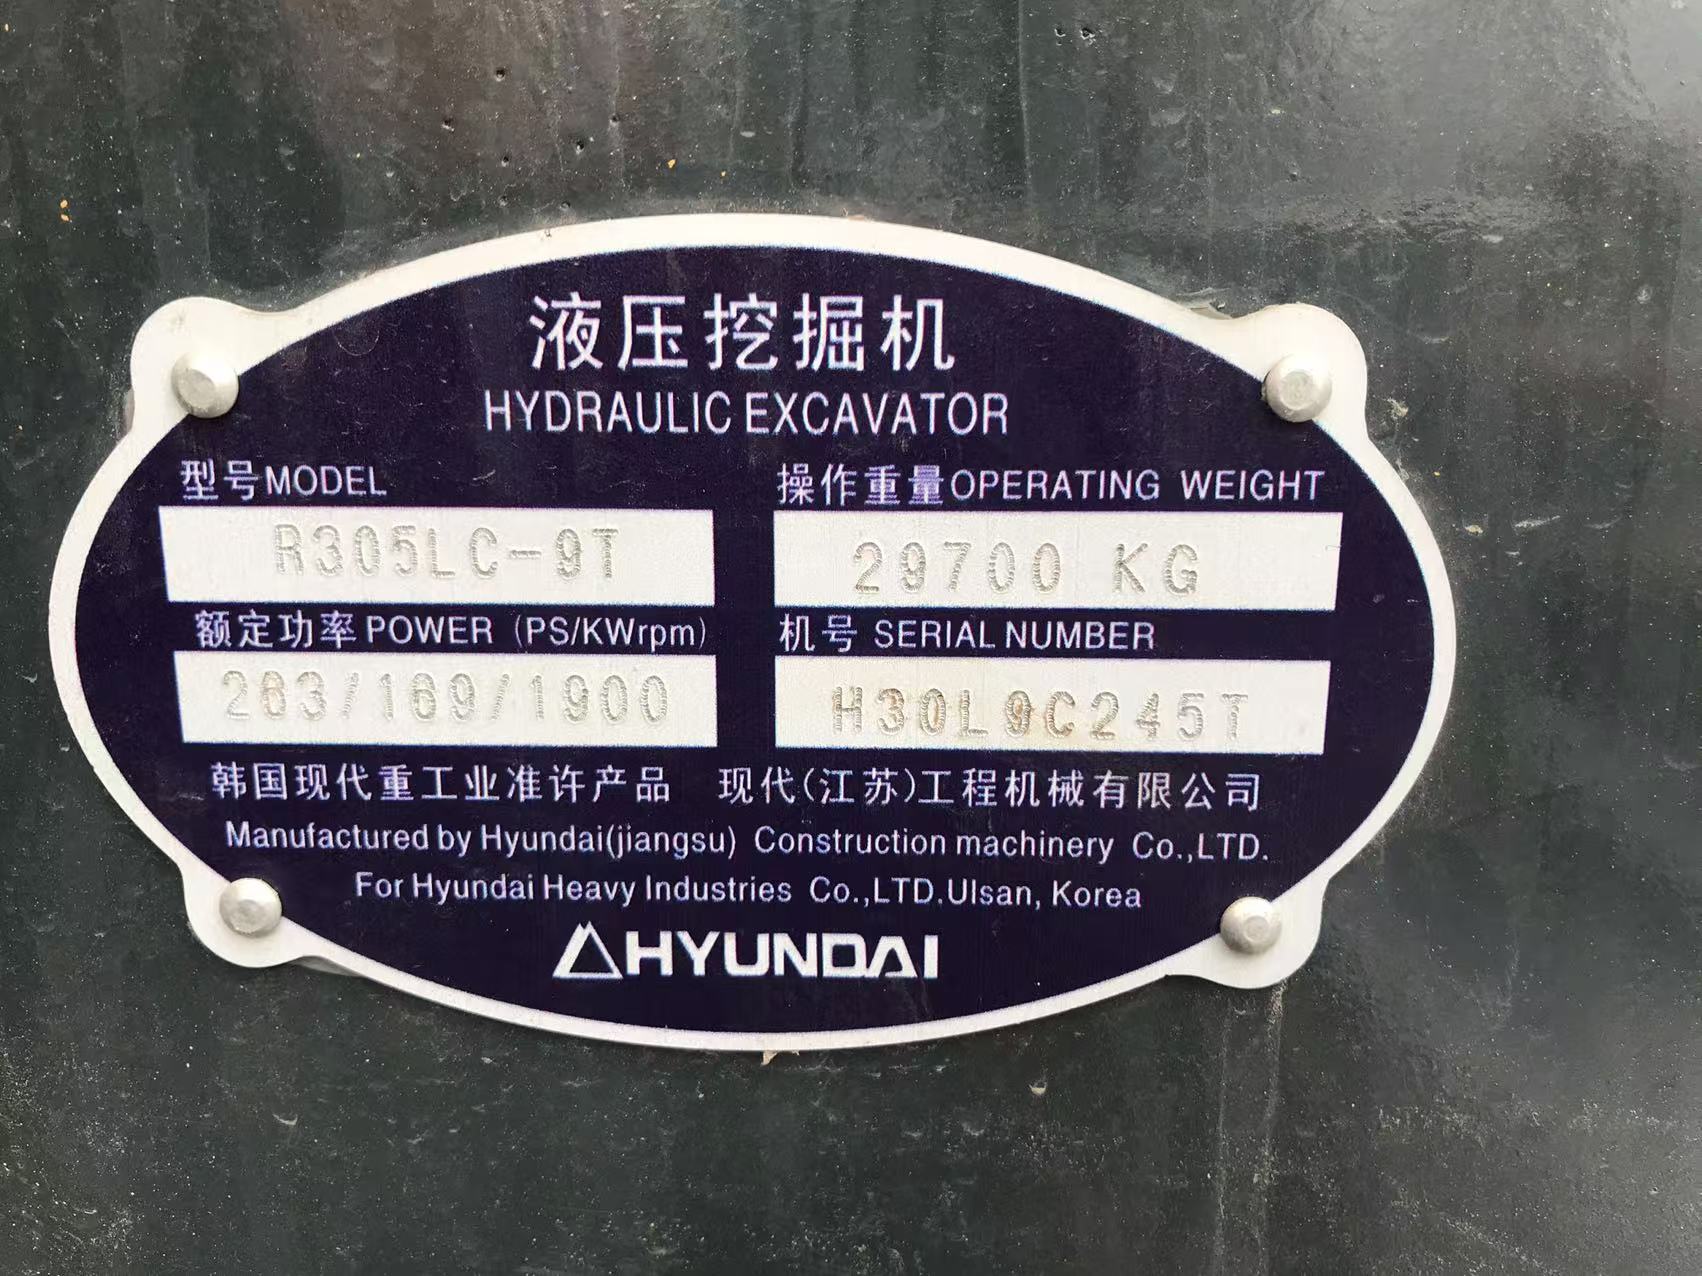 液压挖掘机
HYDRAULIC EXCAVATOR
型号MODEL
R305LC-9T
操作重量OPERATING WEIGHT
29700 KG
额定功率POWER (PS/KWrpm)
263/189/1900
机号 SERIAL NUMBER
H30L9C245T
韩国现代重工业准许产品 现代(江苏)工程机械有限公司
Manufactured by Hyundai(jiangsu) Construction machinery Co.,LTD.
For Hyundai Heavy Industries Co.,LTD.Ulsan, Korea
HYUNDAI